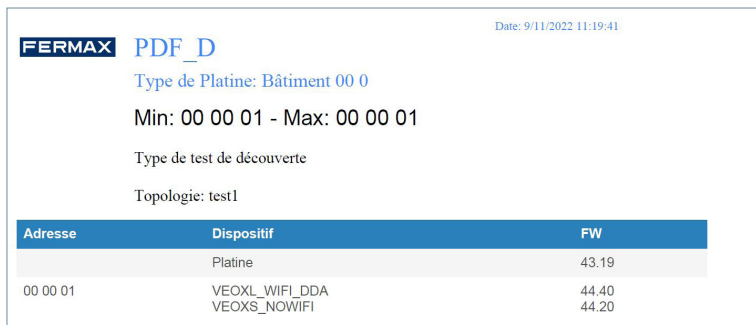 Date: 9/11/2022 11:19:41
FERMAX PDF_D
Type de Platine: Bâtiment 00 0
Min: 00 00 01 - Max: 00 00 01
Type de test de découverte
Topologie: test1
Adresse Dispositif FW
Platine 43.19
00 00 01 VEOXL_WIFI_DDA 44.40
VEOXS_NOWIFI 44.20